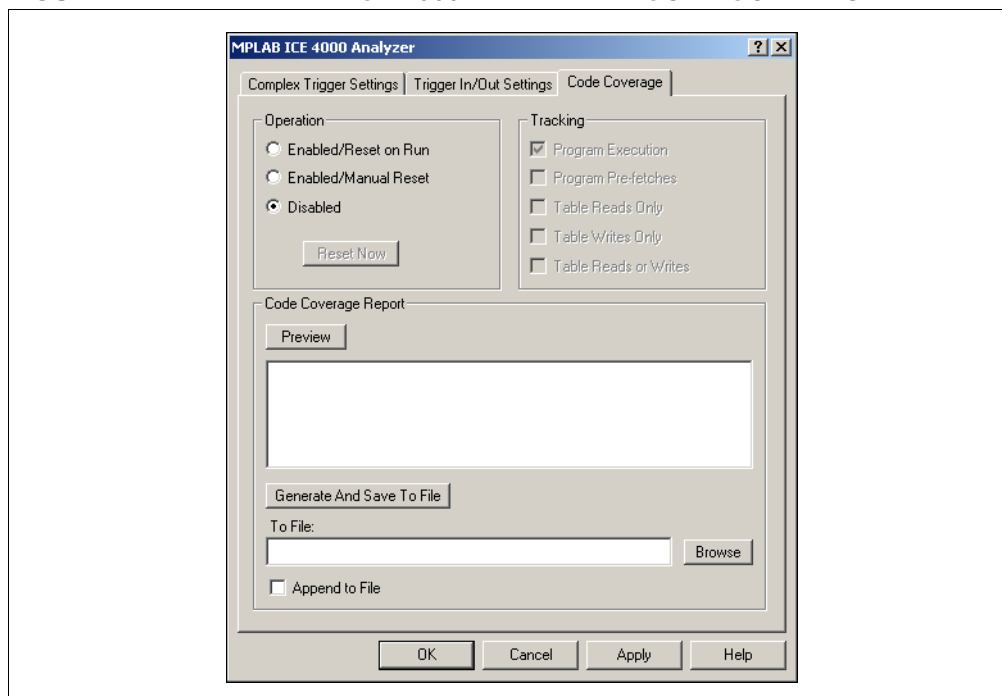 MPLAB ICE 4000 Analyzer
Complex Trigger Settings Trigger In/Out Settings Code Coverage
Operation
Enabled/Reset on Run
Enabled/Manual Reset
Disabled
Reset Now
Tracking
Program Execution
Program Pre-fetches
Table Reads Only
Table Writes Only
Table Reads or Writes
Code Coverage Report
Preview
Generate And Save To File
To File:
Browse
Append to File
OK Cancel Apply Help